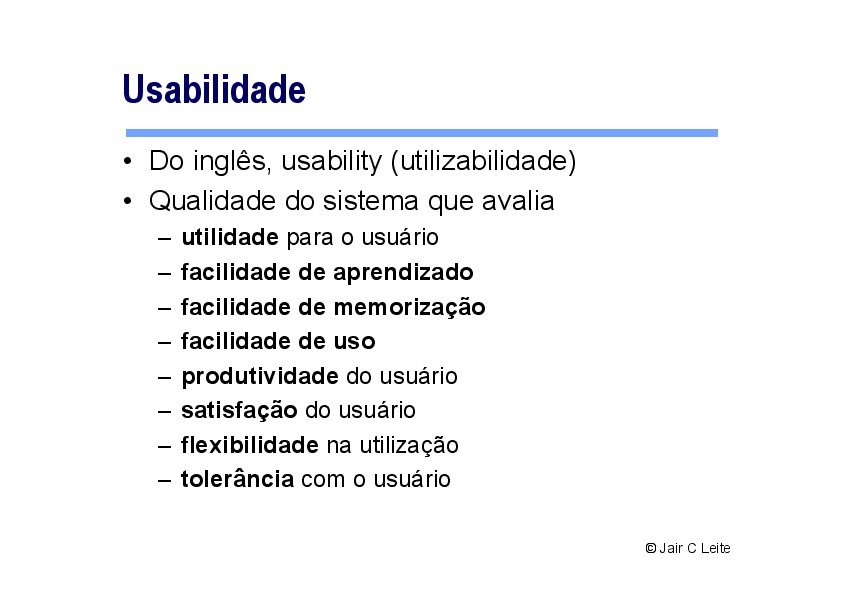 Usabilidade
• Do inglês, usability (utilizabilidade)
• Qualidade do sistema que avalia
– utilidade para o usuário
– facilidade de aprendizado
– facilidade de memorização
– facilidade de uso
– produtividade do usuário
– satisfação do usuário
– flexibilidade na utilização
– tolerância com o usuário
© Jair C Leite